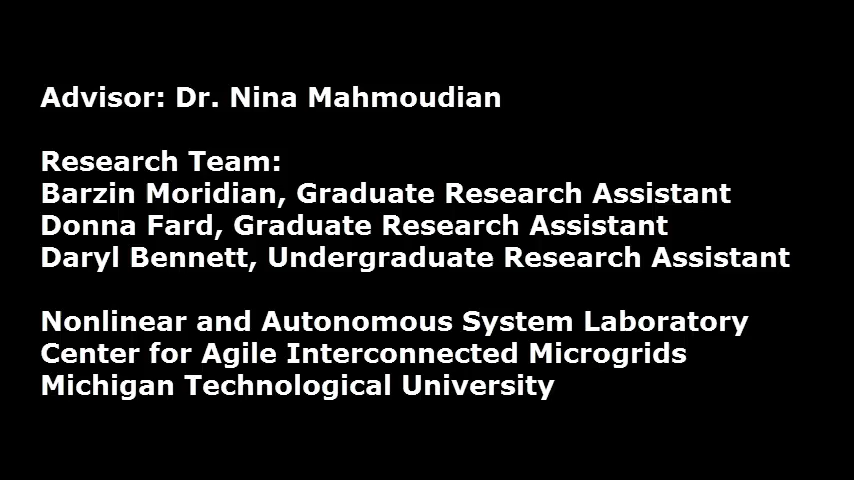 Advisor: Dr. Nina Mahmoudian
Research Team:
Barzin Moridian, Graduate Research Assistant
Donna Fard, Graduate Research Assistant
Daryl Bennett, Undergraduate Research Assistant
Nonlinear and Autonomous System Laboratory
Center for Agile Interconnected Microgrids
Michigan Technological University